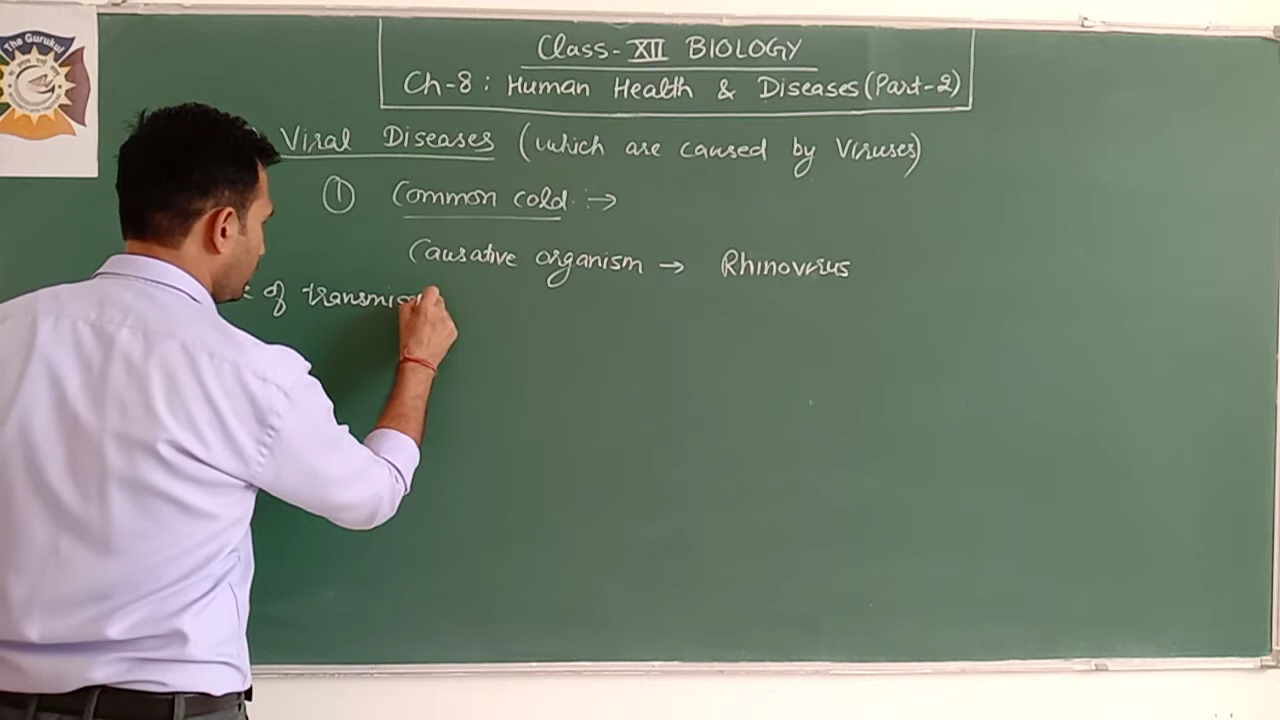 The Gurukul
Class-XII BIOLOGY
Ch-8: Human Health & Diseases (Part-2)
Viral Diseases (which are caused by Viruses)
① Common cold :→
Causative organism → Rhinovirus
of transmiss